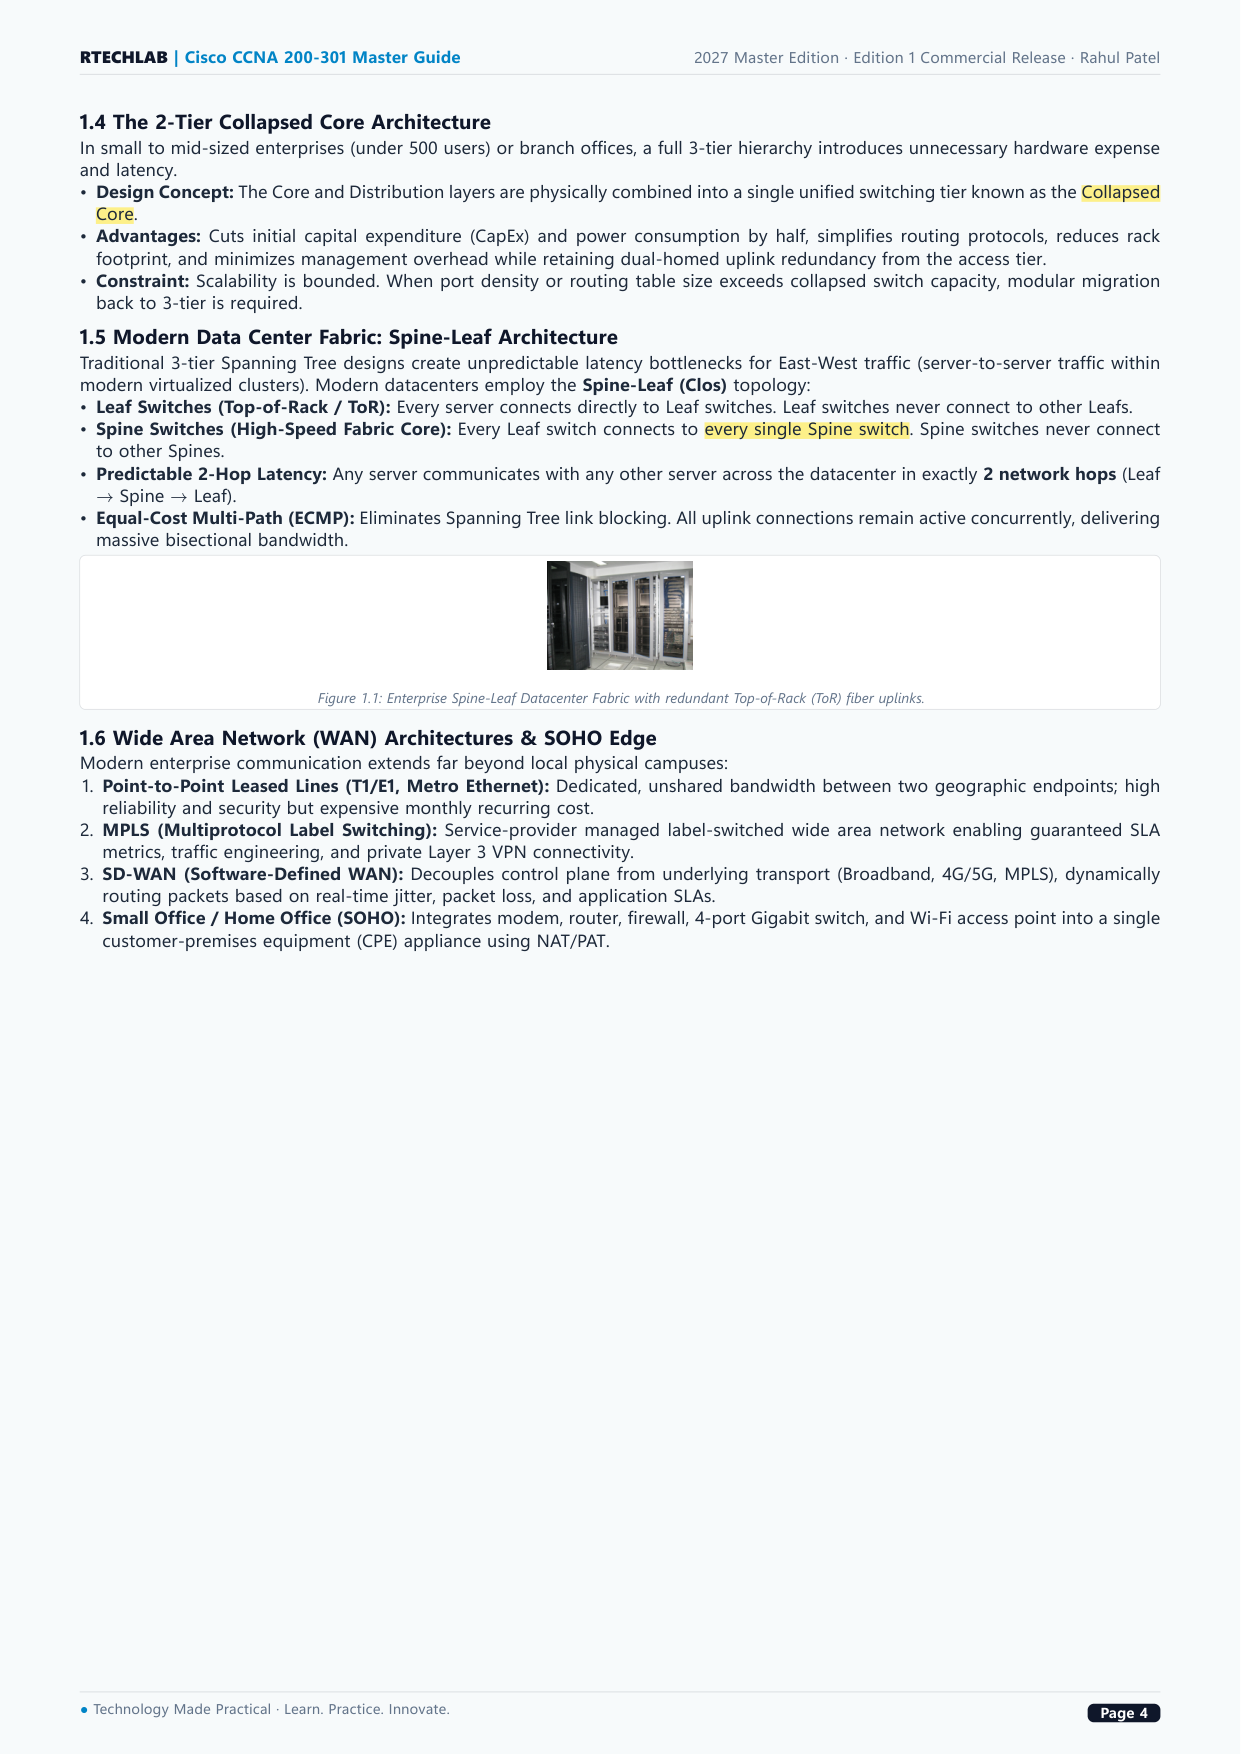 RTECHLAB | Cisco CCNA 200-301 Master Guide
2027 Master Edition · Edition 1 Commercial Release · Rahul Patel
1.4 The 2-Tier Collapsed Core Architecture
In small to mid-sized enterprises (under 500 users) or branch offices, a full 3-tier hierarchy introduces unnecessary hardware expense
and latency.
• Design Concept: The Core and Distribution layers are physically combined into a single unified switching tier known as the Collapsed
Core.
• Advantages: Cuts initial capital expenditure (CapEx) and power consumption by half, simplifies routing protocols, reduces rack
footprint, and minimizes management overhead while retaining dual-homed uplink redundancy from the access tier.
• Constraint: Scalability is bounded. When port density or routing table size exceeds collapsed switch capacity, modular migration
back to 3-tier is required.
1.5 Modern Data Center Fabric: Spine-Leaf Architecture
Traditional 3-tier Spanning Tree designs create unpredictable latency bottlenecks for East-West traffic (server-to-server traffic within
modern virtualized clusters). Modern datacenters employ the Spine-Leaf (Clos) topology:
• Leaf Switches (Top-of-Rack / ToR): Every server connects directly to Leaf switches. Leaf switches never connect to other Leafs.
• Spine Switches (High-Speed Fabric Core): Every Leaf switch connects to every single Spine switch. Spine switches never connect
to other Spines.
• Predictable 2-Hop Latency: Any server communicates with any other server across the datacenter in exactly 2 network hops (Leaf
→ Spine → Leaf).
• Equal-Cost Multi-Path (ECMP): Eliminates Spanning Tree link blocking. All uplink connections remain active concurrently, delivering
massive bisectional bandwidth.
Figure 1.1: Enterprise Spine-Leaf Datacenter Fabric with redundant Top-of-Rack (ToR) fiber uplinks.
1.6 Wide Area Network (WAN) Architectures & SOHO Edge
Modern enterprise communication extends far beyond local physical campuses:
1. Point-to-Point Leased Lines (T1/E1, Metro Ethernet): Dedicated, unshared bandwidth between two geographic endpoints; high
reliability and security but expensive monthly recurring cost.
2. MPLS (Multiprotocol Label Switching): Service-provider managed label-switched wide area network enabling guaranteed SLA
metrics, traffic engineering, and private Layer 3 VPN connectivity.
3. SD-WAN (Software-Defined WAN): Decouples control plane from underlying transport (Broadband, 4G/5G, MPLS), dynamically
routing packets based on real-time jitter, packet loss, and application SLAs.
4. Small Office / Home Office (SOHO): Integrates modem, router, firewall, 4-port Gigabit switch, and Wi-Fi access point into a single
customer-premises equipment (CPE) appliance using NAT/PAT.
● Technology Made Practical · Learn. Practice. Innovate.
Page 4